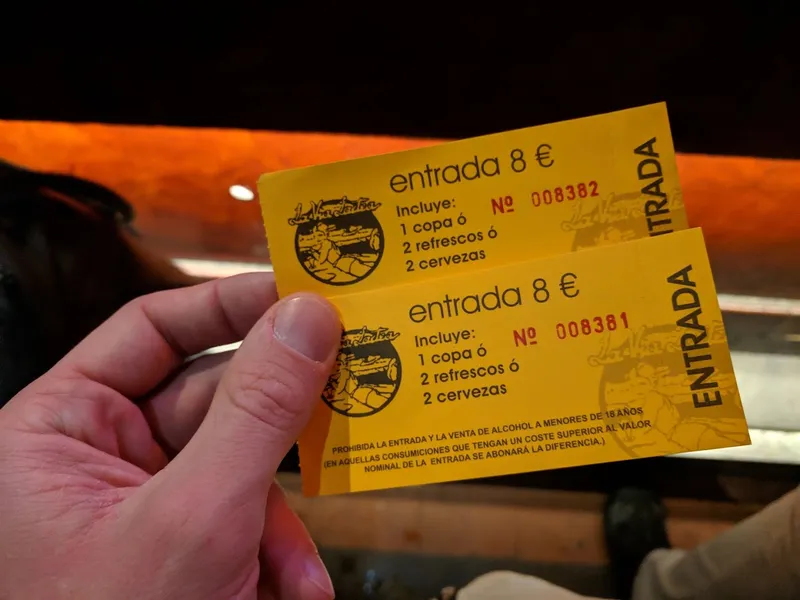 entrada 8 €
Incluye:
Nº 008382
1 copa ó
2 refrescos ó
2 cervezas
ENTRADA
entrada 8 €
Incluye:
Nº 008381
1 copa ó
2 refrescos ó
2 cervezas
ENTRADA
PROHIBIDA LA ENTRADA Y LA VENTA DE ALCOHOL A MENORES DE 18 AÑOS
(EN AQUELLAS CONSUMICIONES QUE TENGAN UN COSTE SUPERIOR AL VALOR
NOMINAL DE LA ENTRADA SE ABONARÁ LA DIFERENCIA.)